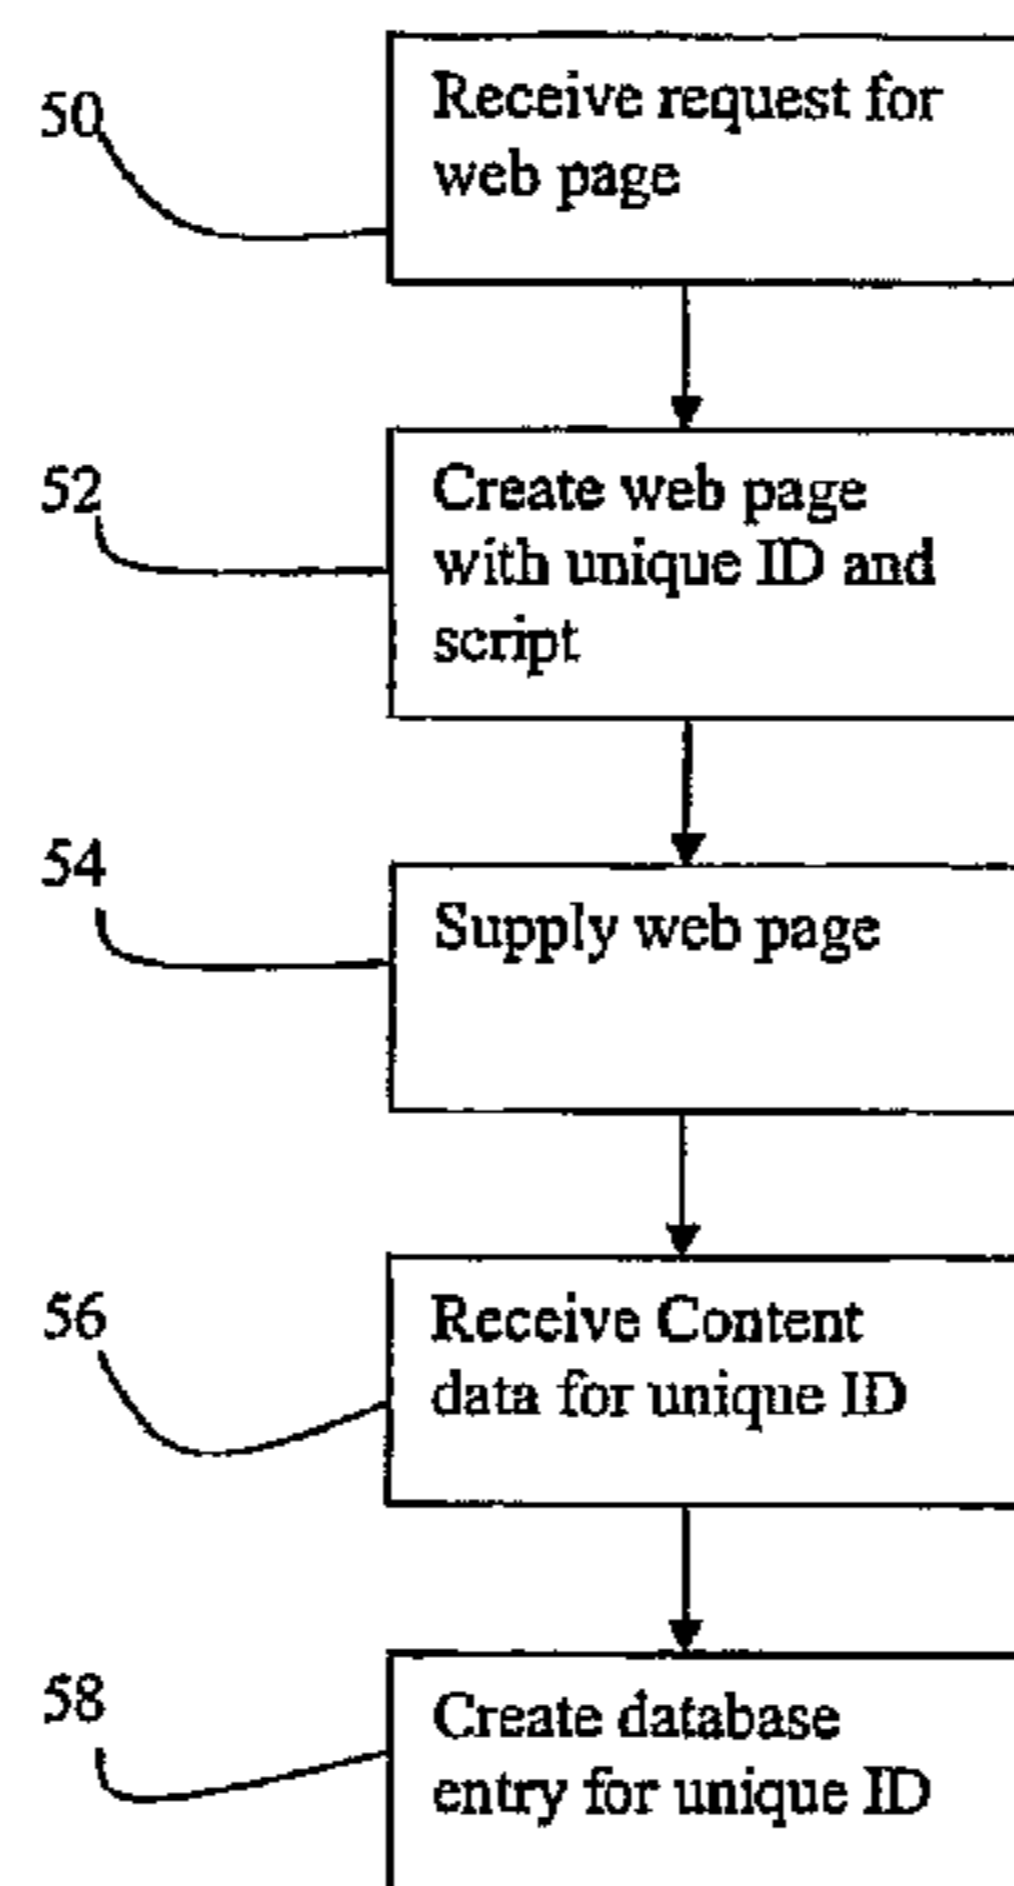 50
Receive request for
web page
52
Create web page
with unique ID and
script
54
Supply web page
56
Receive Content
data for unique ID
58
Create database
entry for unique ID